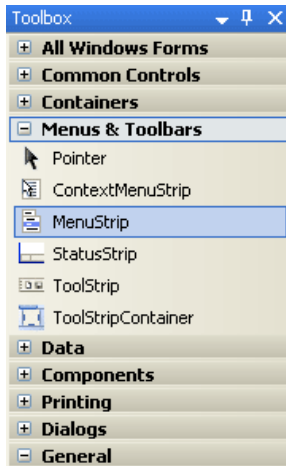 Toolbox
All Windows Forms
Common Controls
Containers
Menus & Toolbars
Pointer
ContextMenuStrip
MenuStrip
StatusStrip
ToolStrip
ToolStripContainer
Data
Components
Printing
Dialogs
General